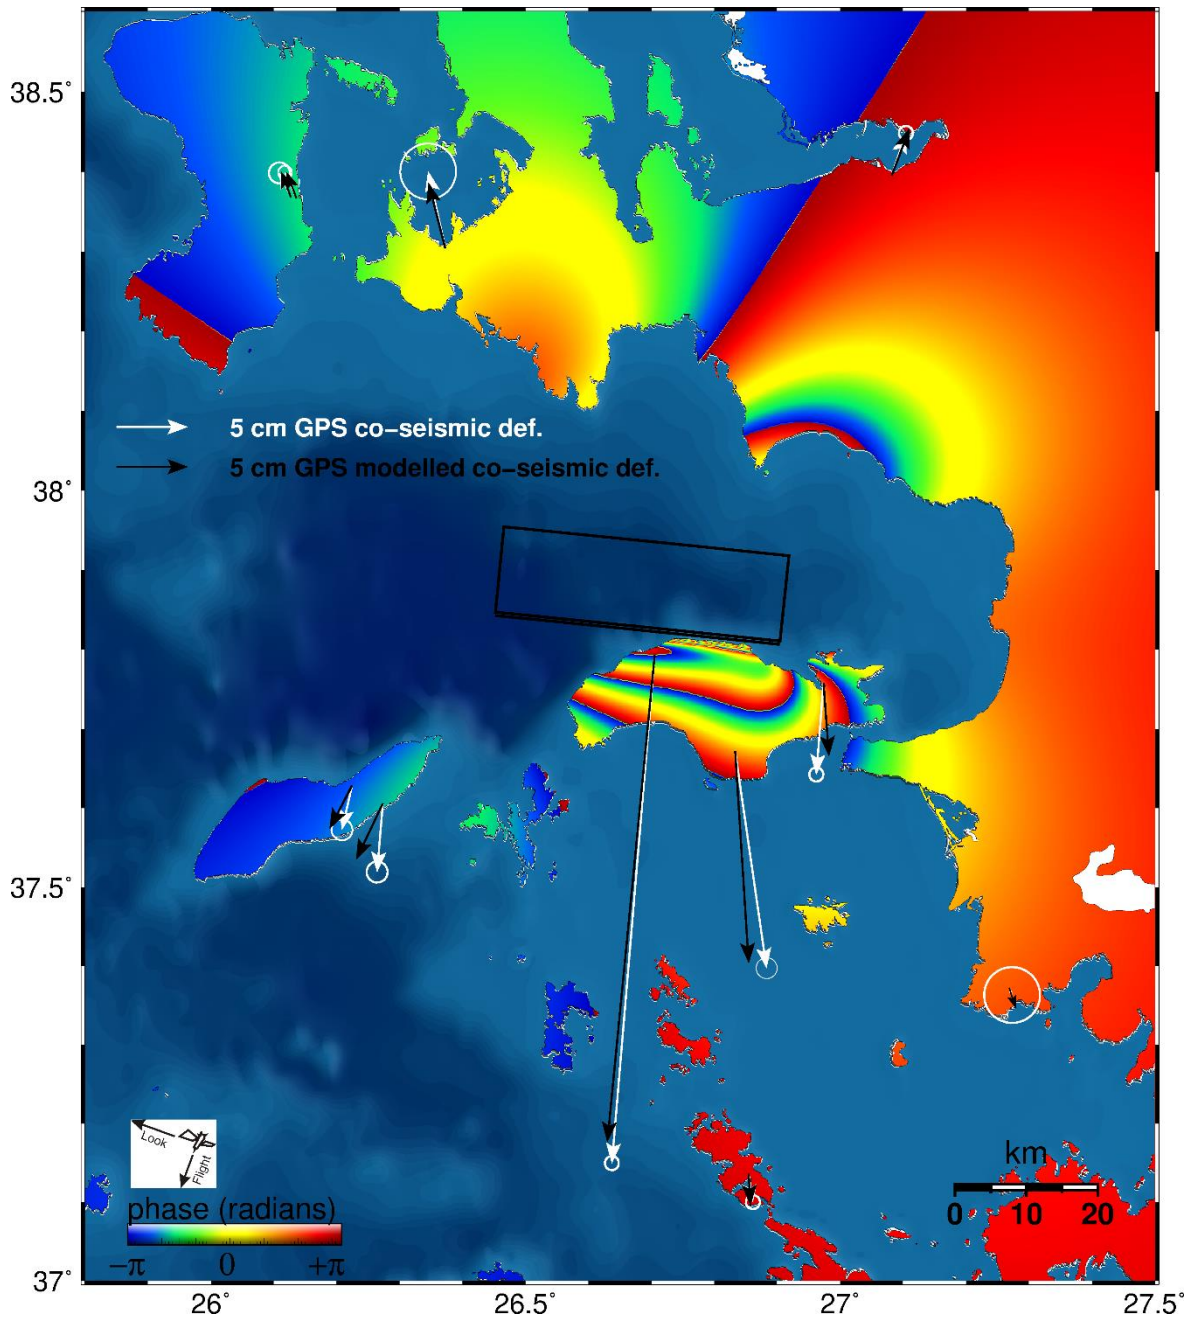 38.5°
5 cm GPS co-seismic def.
5 cm GPS modelled co-seismic def.
38°
37.5°
Look
Flight
phase (radians)
−π 0 +π
km
0 10 20
37°
26° 26.5° 27° 27.5°